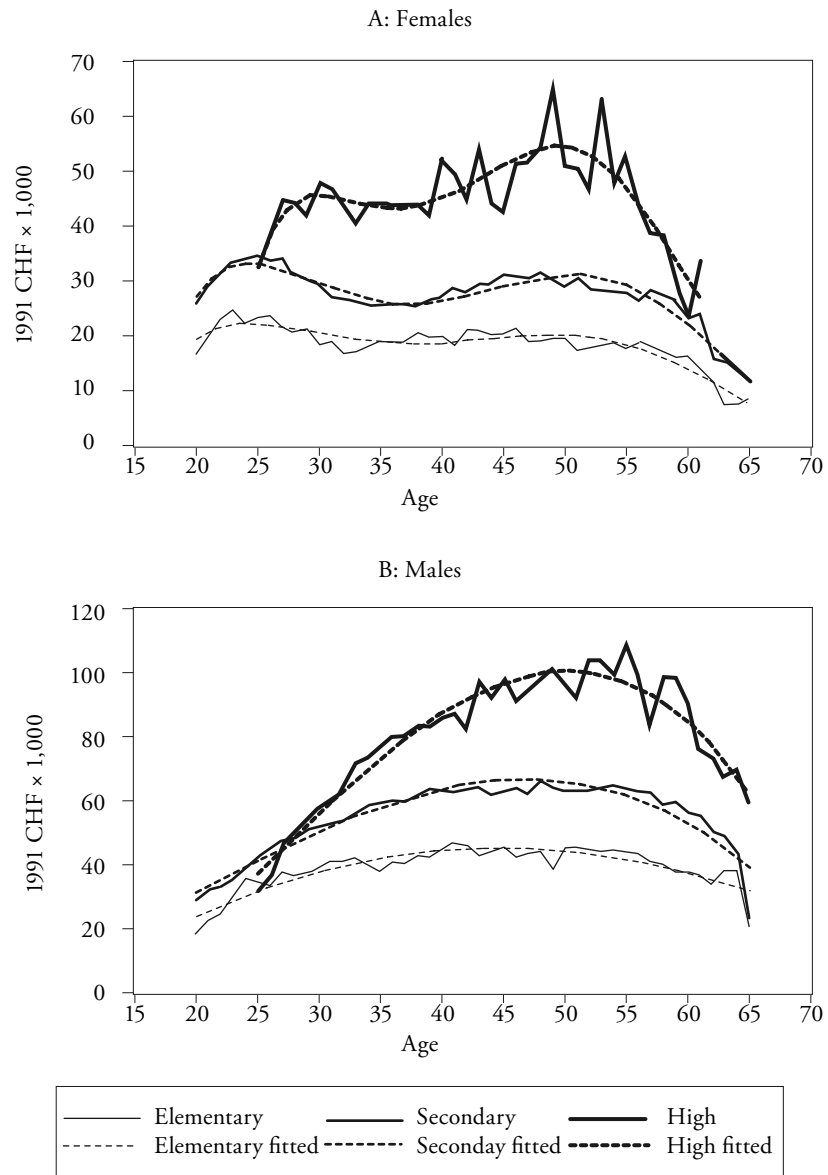 A: Females
70
60
50
40
30
20
10
0
1991 CHF × 1,000
15 20 25 30 35 40 45 50 55 60 65 70
Age
B: Males
120
100
80
60
40
20
0
1991 CHF × 1,000
15 20 25 30 35 40 45 50 55 60 65 70
Age
Elementary Secondary High
Elementary fitted Seconday fitted High fitted